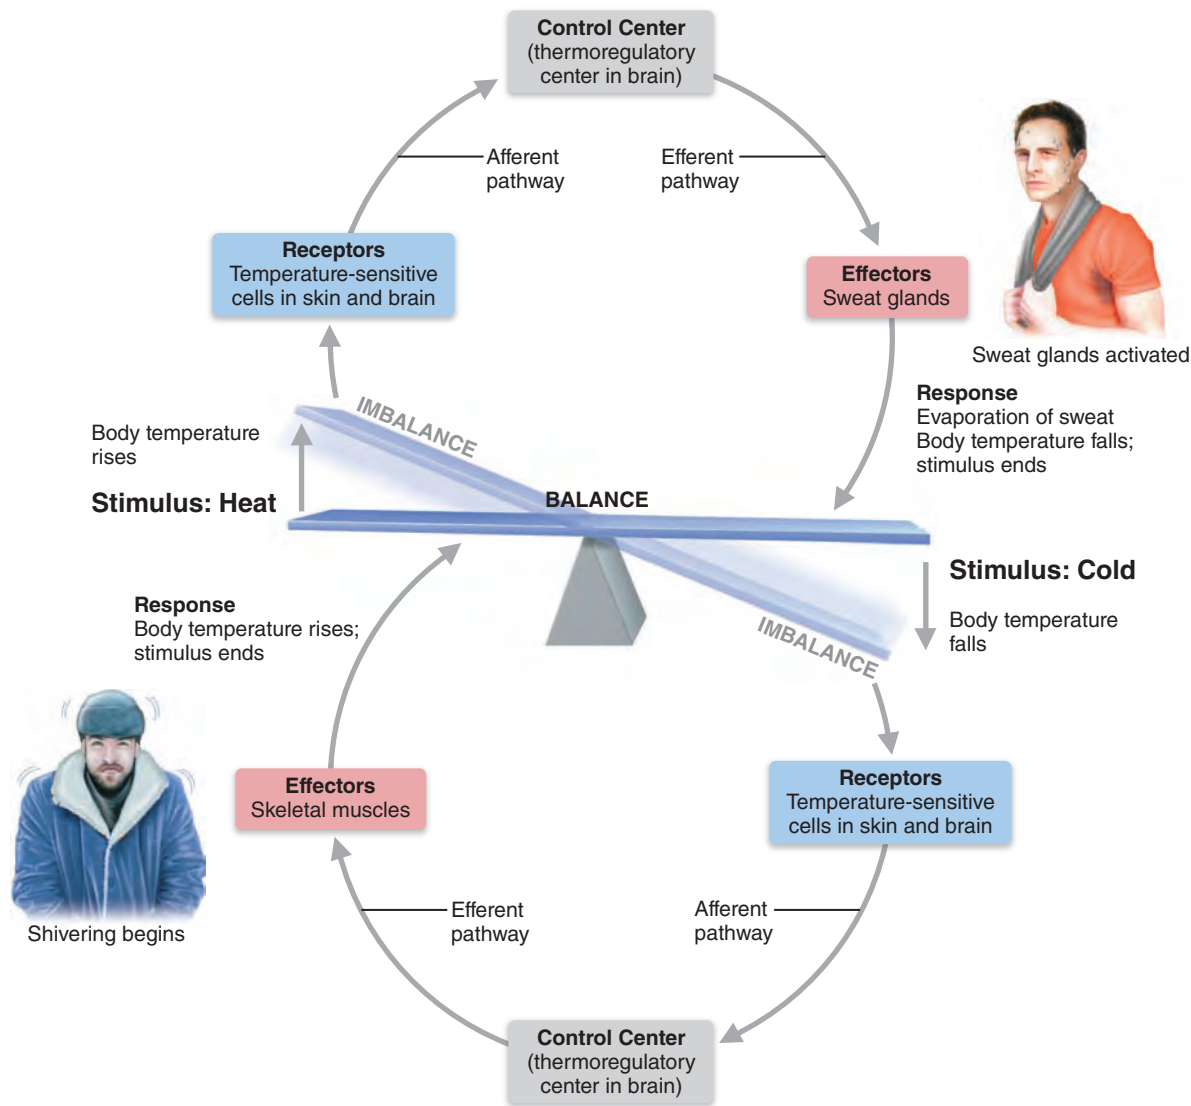 Control Center
(thermoregulatory
center in brain)
Afferent
pathway
Efferent
pathway
Receptors
Temperature-sensitive
cells in skin and brain
Effectors
Sweat glands
Sweat glands activated
Response
Evaporation of sweat
Body temperature falls;
stimulus ends
IMBALANCE
Body temperature
rises
Stimulus: Heat
BALANCE
Stimulus: Cold
Body temperature
falls
IMBALANCE
Response
Body temperature rises;
stimulus ends
Effectors
Skeletal muscles
Shivering begins
Receptors
Temperature-sensitive
cells in skin and brain
Efferent
pathway
Afferent
pathway
Control Center
(thermoregulatory
center in brain)